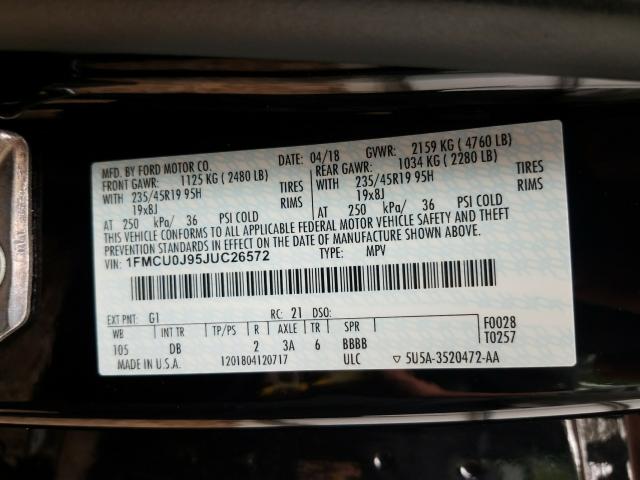 MFD. BY FORD MOTOR CO. DATE: 04/18 GVWR: 2159 KG ( 4760 LB)
FRONT GAWR: 1125 KG ( 2480 LB) REAR GAWR: 1034 KG ( 2280 LB)
WITH 235/45R19 95H TIRES WITH 235/45R19 95H TIRES
19x8J RIMS 19x8J RIMS
AT 250 kPa/ 36 PSI COLD AT 250 kPa/ 36 PSI COLD
THIS VEHICLE CONFORMS TO ALL APPLICABLE FEDERAL MOTOR VEHICLE SAFETY AND THEFT
PREVENTION STANDARDS IN EFFECT ON THE DATE OF MANUFACTURE SHOWN ABOVE.
VIN: 1FMCU0J95JUC26572 TYPE: MPV
EXT PNT: G1 RC: 21 DSO:
WB INT TR TP/PS R AXLE TR SPR F0028
105 DB 2 3A 6 BBBB T0257
MADE IN U.S.A. 1201804120717 ULC ▽ 5U5A-3520472-AA